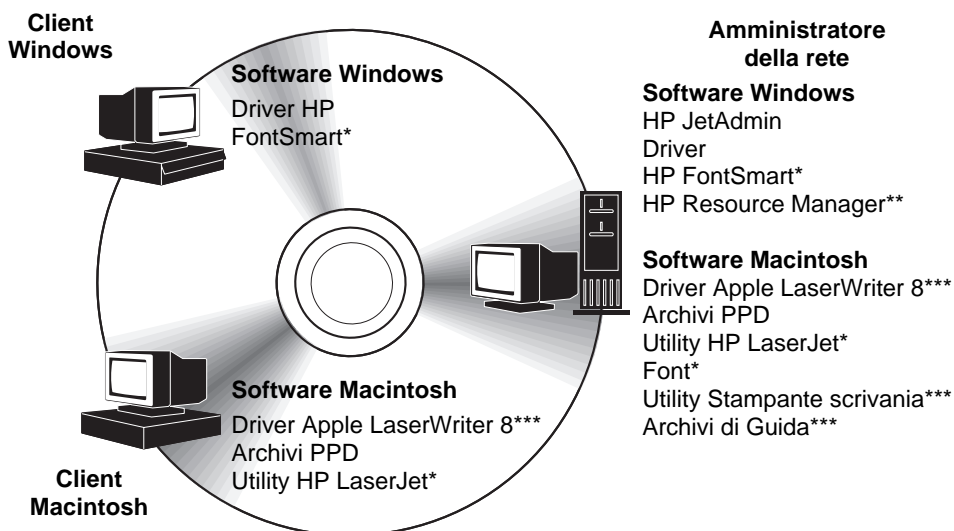 Client
Windows
Software Windows
Driver HP
FontSmart*
Amministratore
della rete
Software Windows
HP JetAdmin
Driver
HP FontSmart*
HP Resource Manager**
Software Macintosh
Driver Apple LaserWriter 8***
Archivi PPD
Utility HP LaserJet*
Font*
Utility Stampante scrivania***
Archivi di Guida***
Software Macintosh
Driver Apple LaserWriter 8***
Archivi PPD
Utility HP LaserJet*
Client
Macintosh